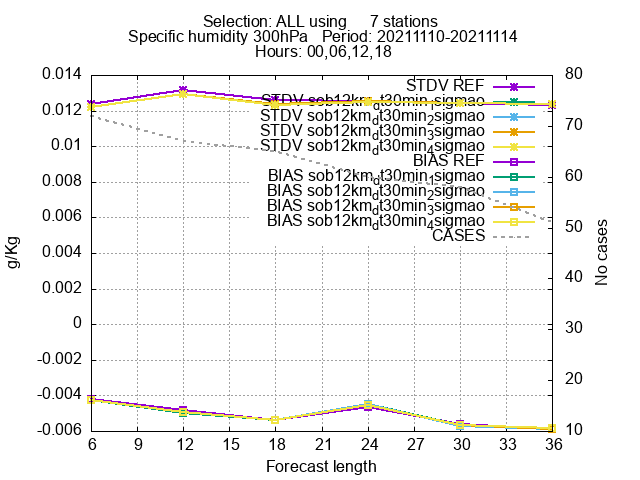 Selection: ALL using 7 stations
Specific humidity 300hPa Period: 20211110-20211114
Hours: 00,06,12,18
STDV REF
STDV sob12km_dt30min_1sigmao
STDV sob12km_dt30min_2sigmao
STDV sob12km_dt30min_3sigmao
STDV sob12km_dt30min_4sigmao
BIAS REF
BIAS sob12km_dt30min_1sigmao
BIAS sob12km_dt30min_2sigmao
BIAS sob12km_dt30min_3sigmao
BIAS sob12km_dt30min_4sigmao
CASES
g/Kg
0.014
0.012
0.01
0.008
0.006
0.004
0.002
0
-0.002
-0.004
-0.006
No cases
80
70
60
50
40
30
20
10
6 9 12 15 18 21 24 27 30 33 36
Forecast length